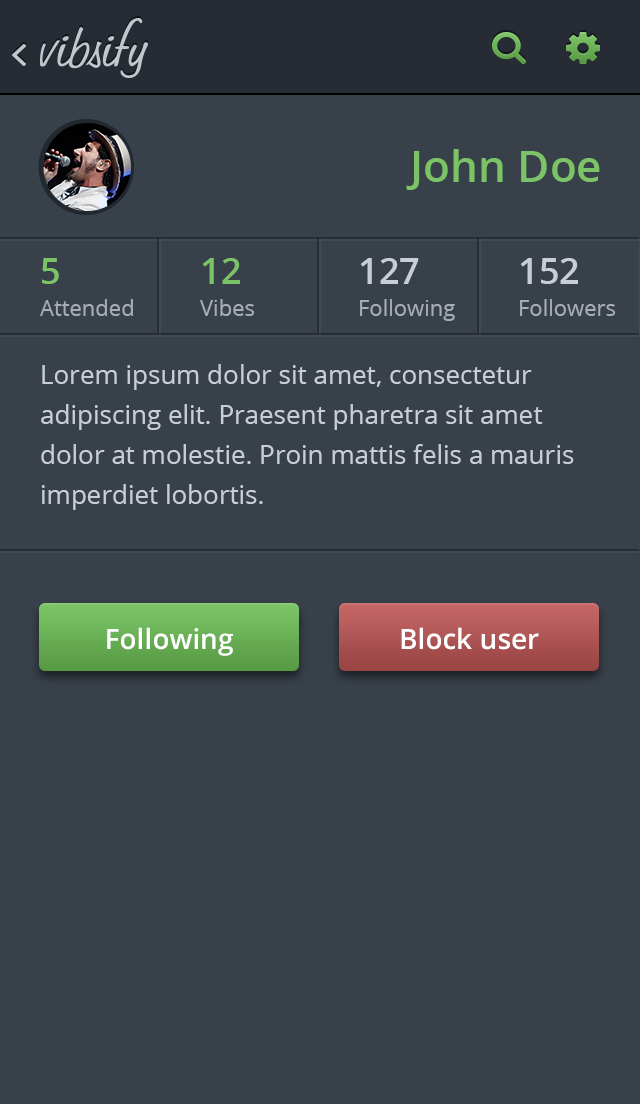 vibsify
John Doe
5 12 127 152
Attended Vibes Following Followers
Lorem ipsum dolor sit amet, consectetur
adipiscing elit. Praesent pharetra sit amet
dolor at molestie. Proin mattis felis a mauris
imperdiet lobortis.
Following Block user